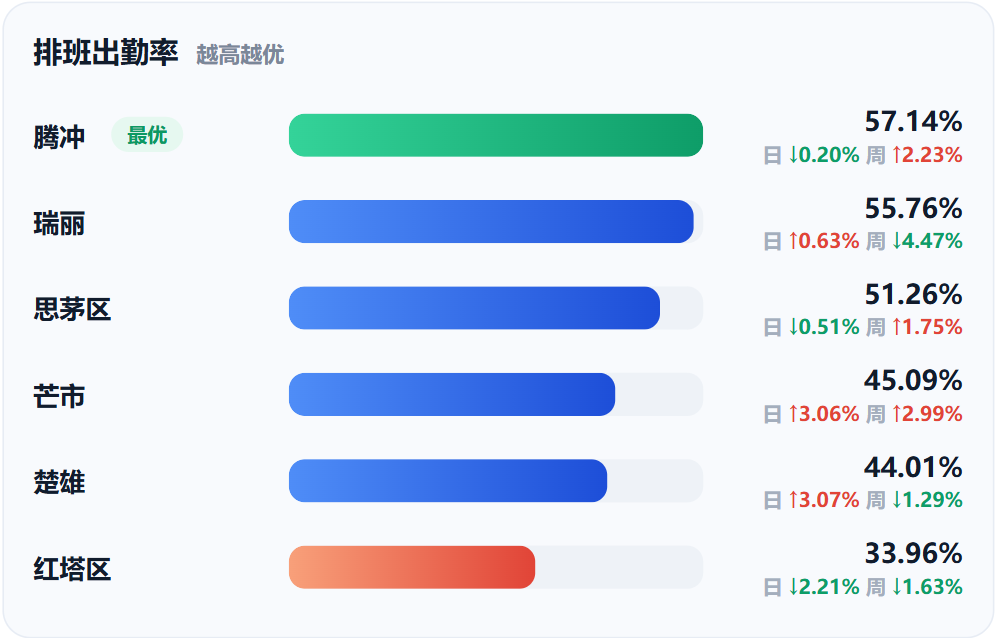 排班出勤率 越高越优
腾冲 最优 57.14%
日 ↓0.20% 周 ↑2.23%
瑞丽 55.76%
日 ↑0.63% 周 ↓4.47%
思茅区 51.26%
日 ↓0.51% 周 ↑1.75%
芒市 45.09%
日 ↑3.06% 周 ↑2.99%
楚雄 44.01%
日 ↑3.07% 周 ↓1.29%
红塔区 33.96%
日 ↓2.21% 周 ↓1.63%